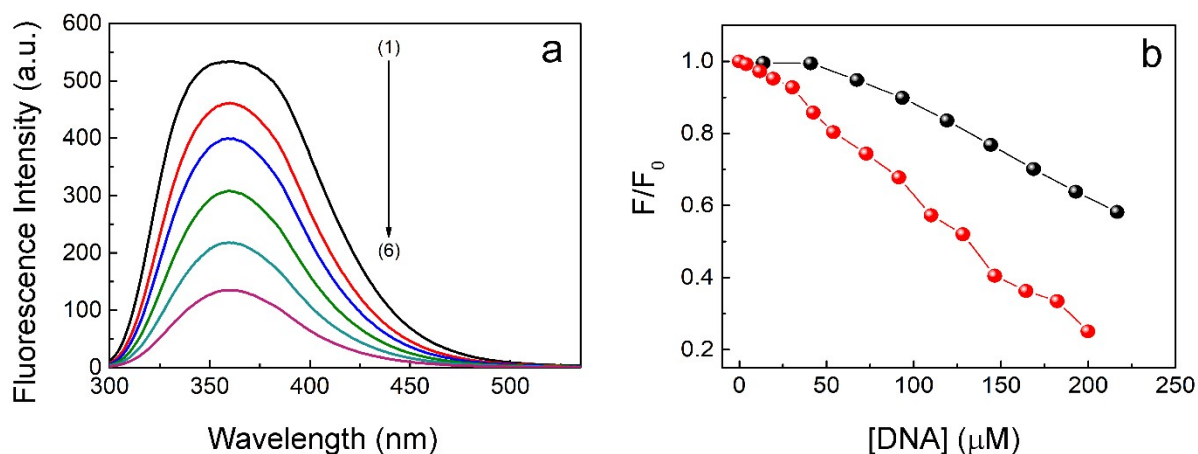 a
(1)
(6)
Fluorescence Intensity (a.u.)
600
500
400
300
200
100
0
300 350 400 450 500
Wavelength (nm)
b
F/F₀
1.0
0.8
0.6
0.4
0.2
0 50 100 150 200 250
[DNA] (μM)